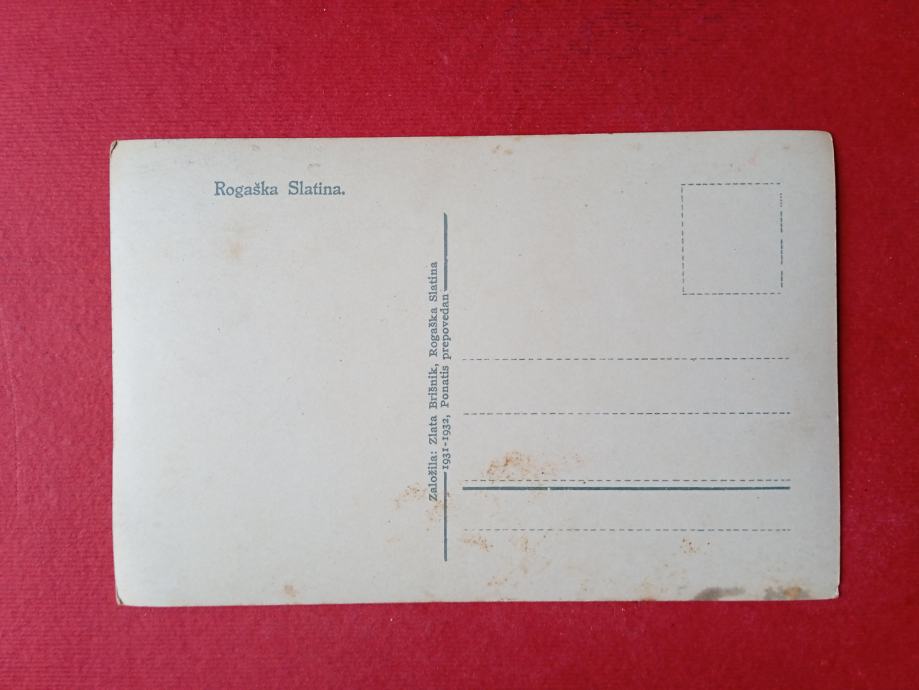 Rogaška Slatina.
Založila: Zlata Brišnik, Rogaška Slatina
1931-1932, Ponatis prepovedan